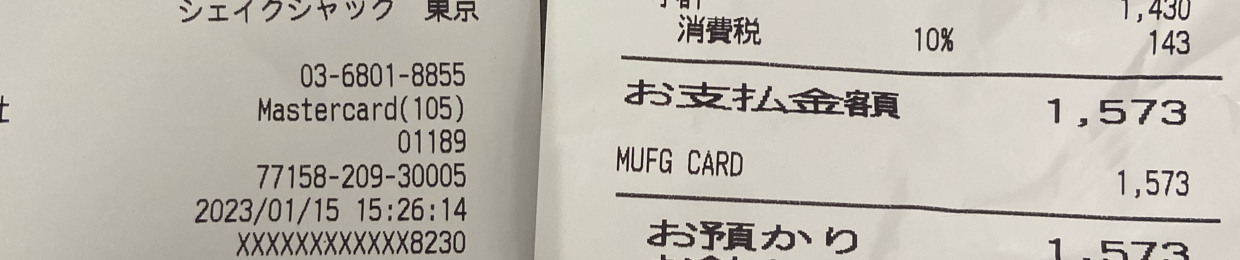 シェイクシャック 東京
03-6801-8855
Mastercard(105)
01189
77158-209-30005
2023/01/15 15:26:14
XXXXXXXXXXXX8230
1,430
消費税 10% 143
お支払金額 1,573
MUFG CARD 1,573
お預かり 1,573